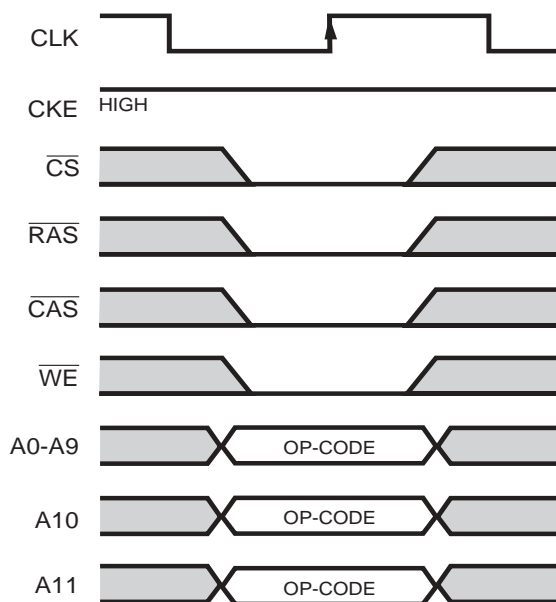 CLK
CKE HIGH
CS
RAS
CAS
WE
A0-A9 OP-CODE
A10 OP-CODE
A11 OP-CODE